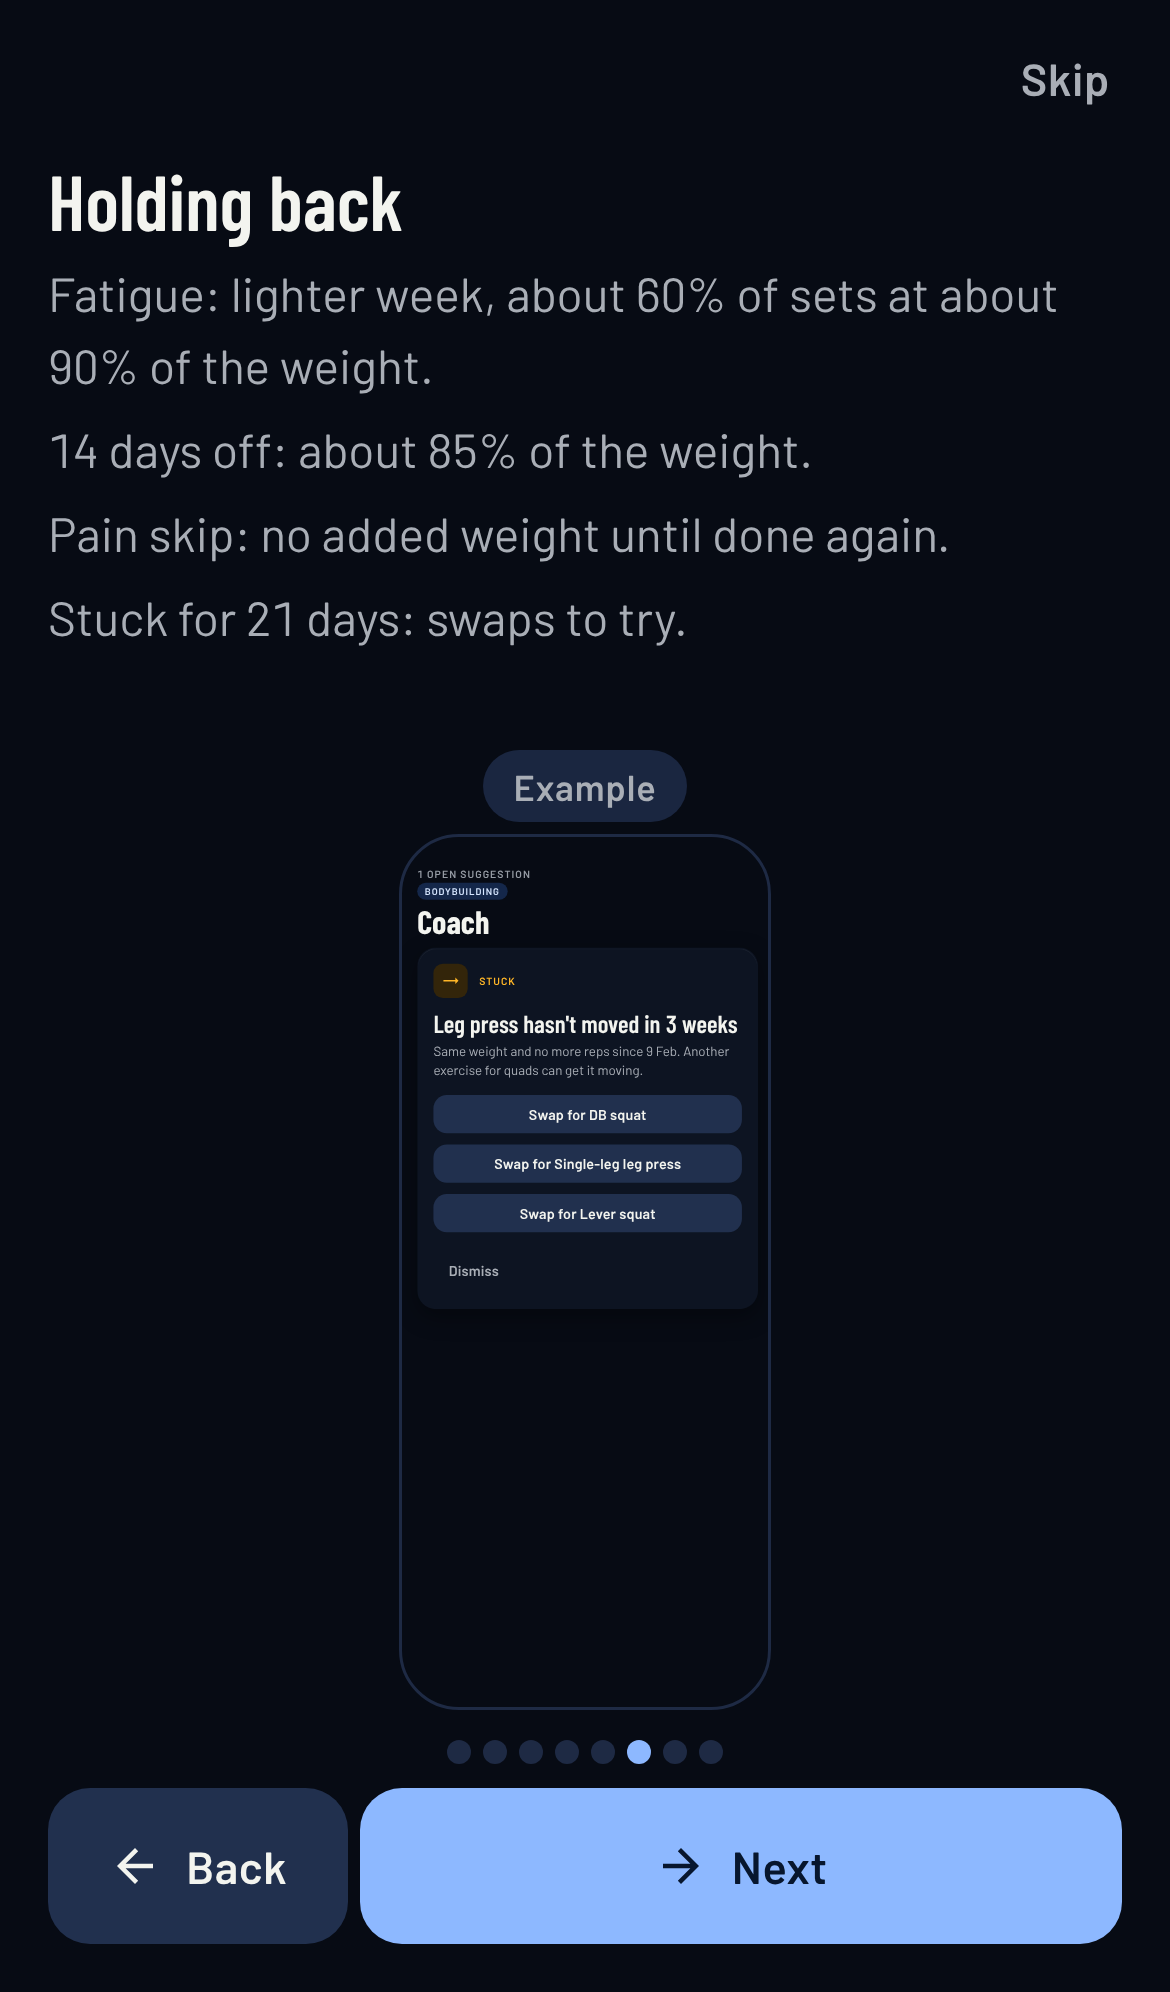 Skip
Holding back
Fatigue: lighter week, about 60% of sets at about
90% of the weight.
14 days off: about 85% of the weight.
Pain skip: no added weight until done again.
Stuck for 21 days: swaps to try.
Example
1 OPEN SUGGESTION
BODYBUILDING
Coach
STUCK
Leg press hasn't moved in 3 weeks
Same weight and no more reps since 9 Feb. Another
exercise for quads can get it moving.
Swap for DB squat
Swap for Single-leg leg press
Swap for Lever squat
Dismiss
Back
Next